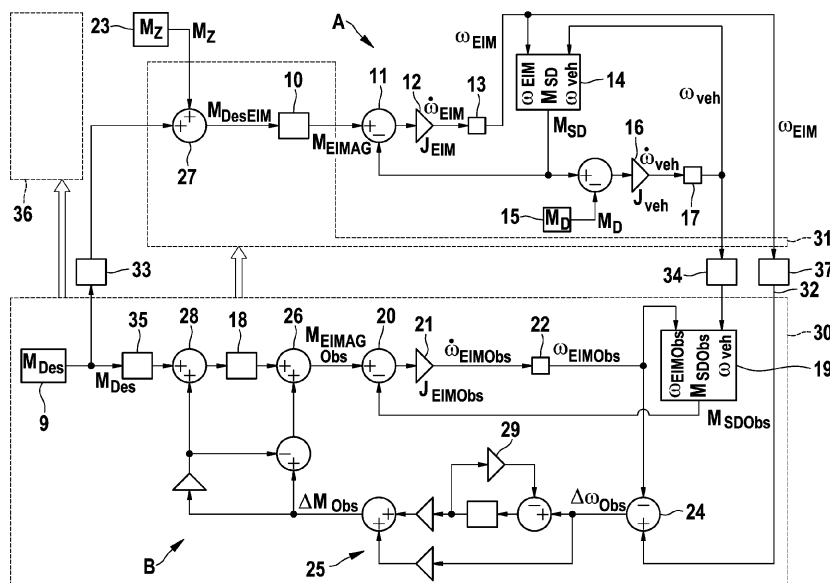 23
M_Z
M_Z
A
ω_EIM
10
11
12
ω̇_EIM
13
ω_EIM
M_SD
ω_veh
14
ω_veh
ω_EIM
M_DesEIM
M_EIMAG
J_EIM
M_SD
27
16
ω̇_veh
J_veh
15
M_D
M_D
17
36
31
33
34
37
32
35
28
18
26
M_EIMAG
Obs
20
21
ω̇_EIMObs
22
ω_EIMObs
30
M_Des
M_Des
9
J_EIMObs
ω_EIMObs
M_SDObs
ω_veh
19
M_SDObs
29
ΔM_Obs
Δω_Obs
24
25
B